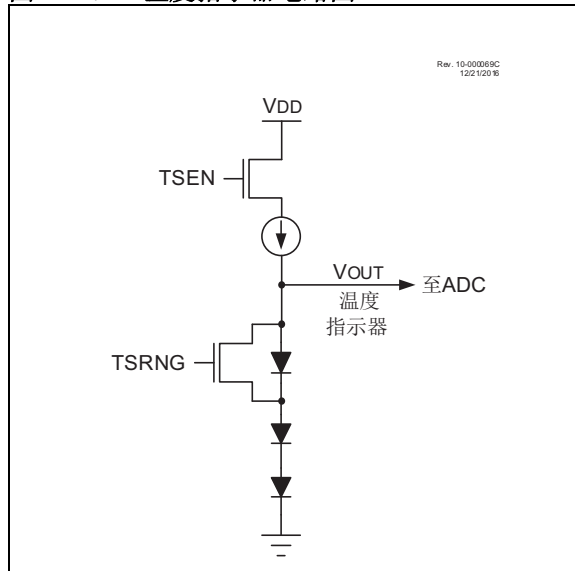 Rev. 10-000069C
12/21/2016
VDD
TSEN
VOUT
至ADC
温度
指示器
TSRNG